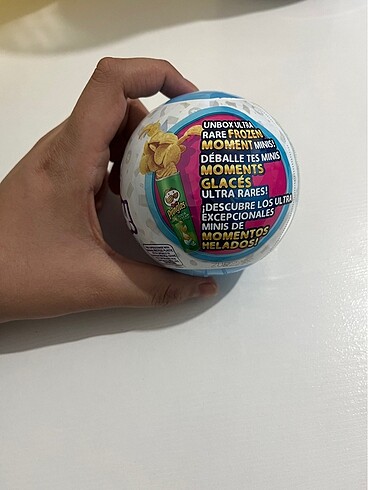 UNBOX ULTRA
RARE FROZEN
MOMENT MINIS!
DÉBALLE TES MINIS
MOMENTS
GLACÉS
ULTRA RARES!
¡DESCUBRE LOS ULTRA
EXCEPCIONALES
MINIS DE
MOMENTOS
HELADOS!
Pringles